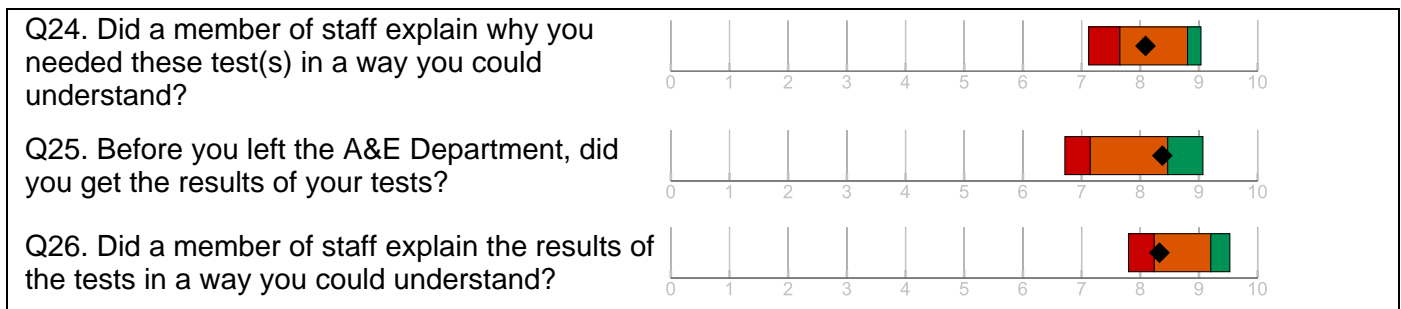 Q24. Did a member of staff explain why you
needed these test(s) in a way you could
understand?
0 1 2 3 4 5 6 7 8 9 10
Q25. Before you left the A&E Department, did
you get the results of your tests?
0 1 2 3 4 5 6 7 8 9 10
Q26. Did a member of staff explain the results of
the tests in a way you could understand?
0 1 2 3 4 5 6 7 8 9 10